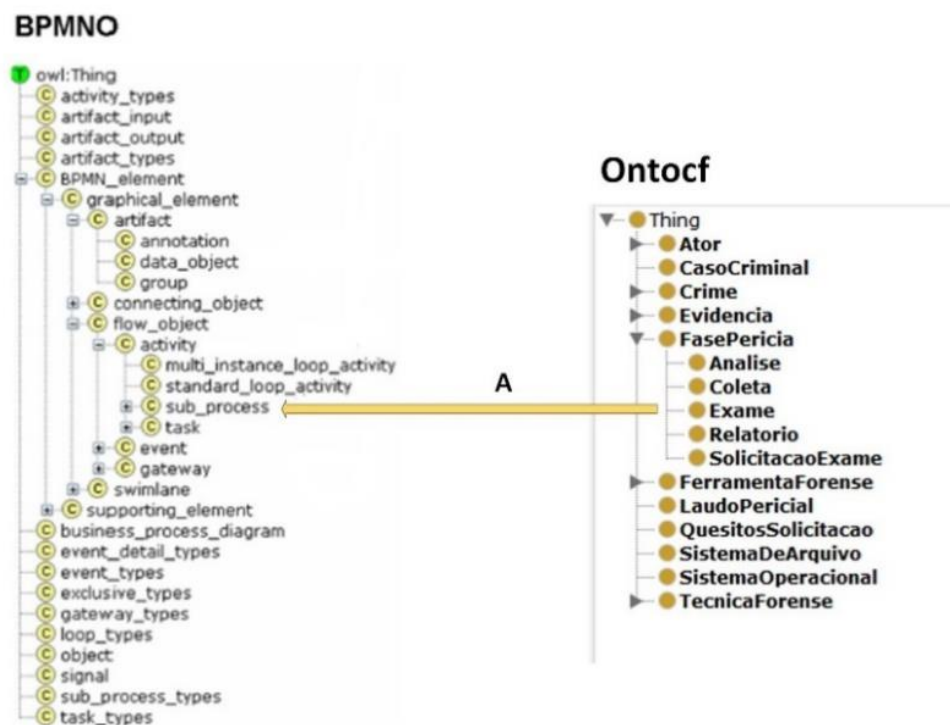 BPMNO
owl:Thing
activity_types
artifact_input
artifact_output
artifact_types
BPMN_element
graphical_element
artifact
annotation
data_object
group
connecting_object
flow_object
activity
multi_instance_loop_activity
standard_loop_activity
sub_process
task
event
gateway
swimlane
supporting_element
business_process_diagram
event_detail_types
event_types
exclusive_types
gateway_types
loop_types
object
signal
sub_process_types
task_types
A
Ontocf
Thing
Ator
CasoCriminal
Crime
Evidencia
FasePericia
Analise
Coleta
Exame
Relatorio
SolicitacaoExame
FerramentaForense
LaudoPericial
QuesitosSolicitacao
SistemaDeArquivo
SistemaOperacional
TecnicaForense